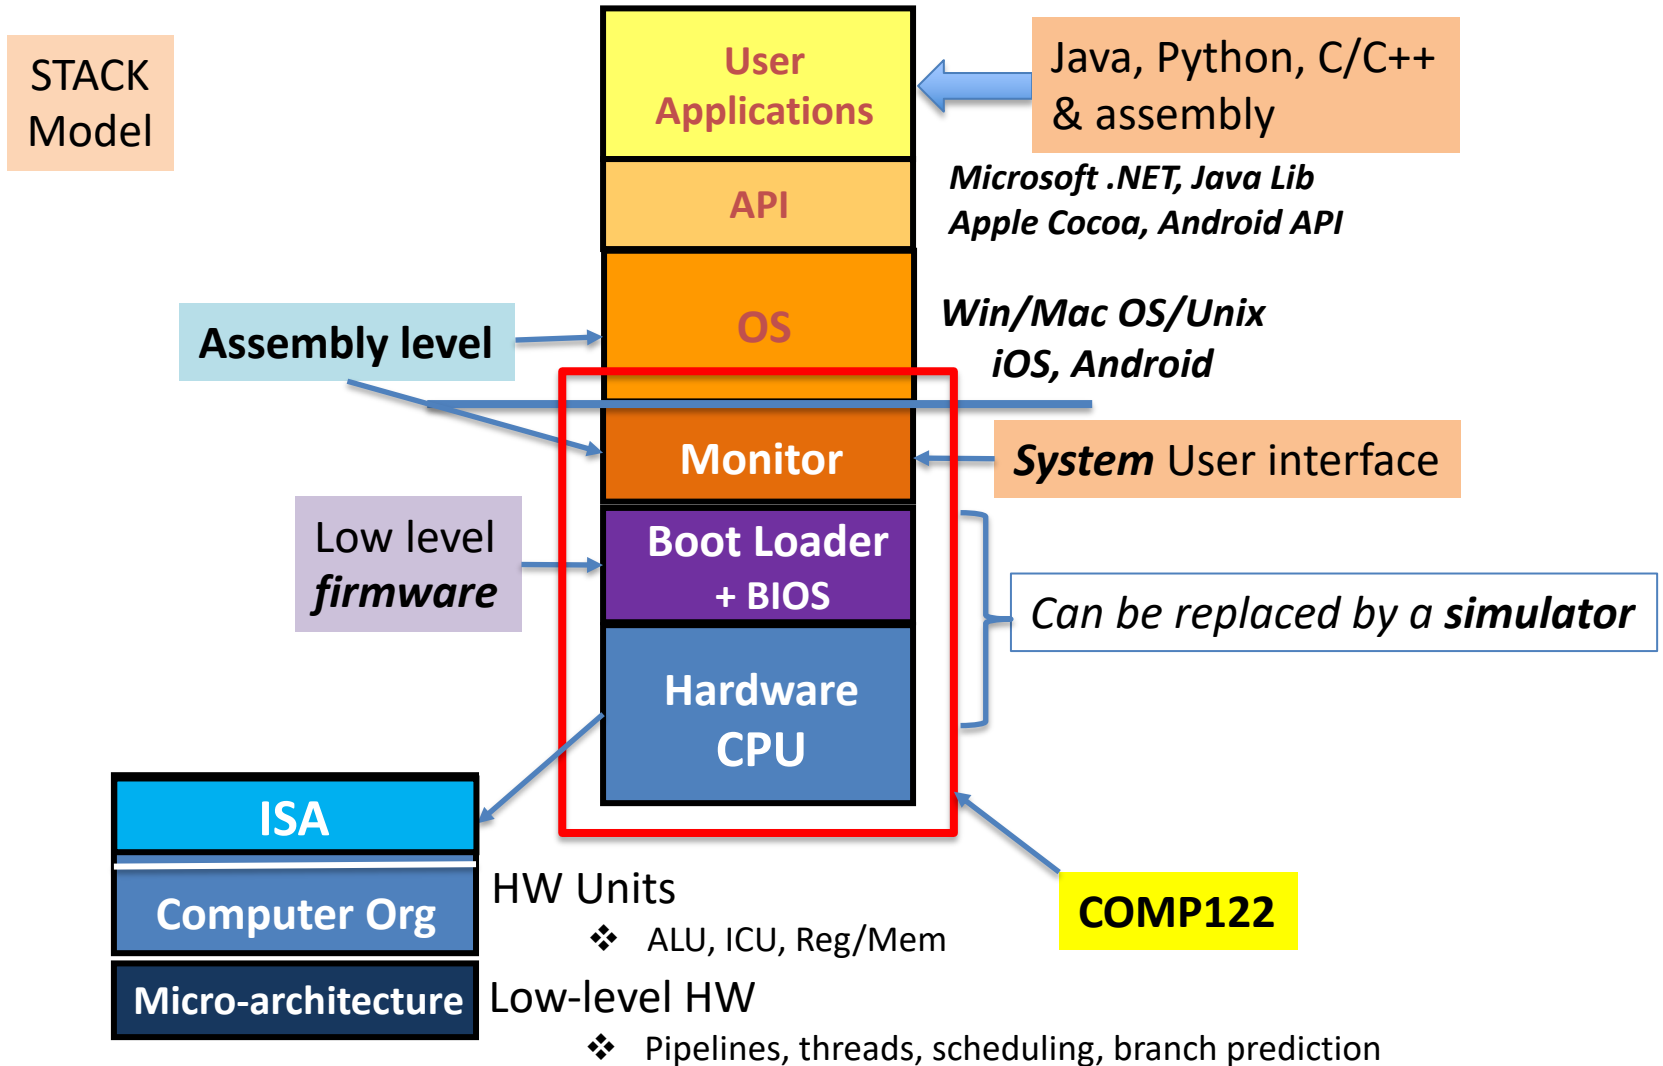 STACK
Model
User
Applications
Java, Python, C/C++
& assembly
API
Microsoft .NET, Java Lib
Apple Cocoa, Android API
OS
Win/Mac OS/Unix
iOS, Android
Assembly level
Monitor
System User interface
Low level
firmware
Boot Loader
+ BIOS
Can be replaced by a simulator
Hardware
CPU
ISA
Computer Org
HW Units
❖ ALU, ICU, Reg/Mem
COMP122
Micro-architecture
Low-level HW
❖ Pipelines, threads, scheduling, branch prediction